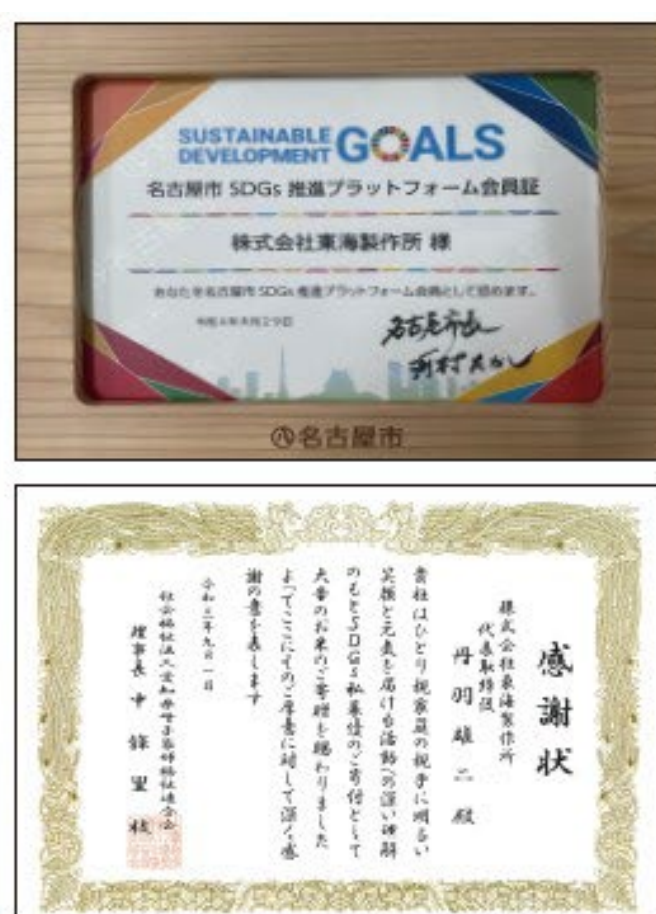 SUSTAINABLE
DEVELOPMENT GOALS
名古屋市 SDGs 推進プラットフォーム会員証
株式会社東海製作所 様
あなたを名古屋市 SDGs 推進プラットフォーム会員として認めます。
名古屋市長
河村たかし
名古屋市
感謝状
株式会社東海製作所
代表取締役
丹羽雄二 殿
貴社はひとり親家庭の親子に明るい
笑顔と元気を届ける活動への深い理解
のもとSDGs私募債のご寄付として
大量のお米のご寄贈を賜わりました
よってここにそのご厚意に対して深く感
謝の意を表します
令和三年九月一日
社会福祉法人愛知県母子寡婦福祉連合会
理事長 中條里枝